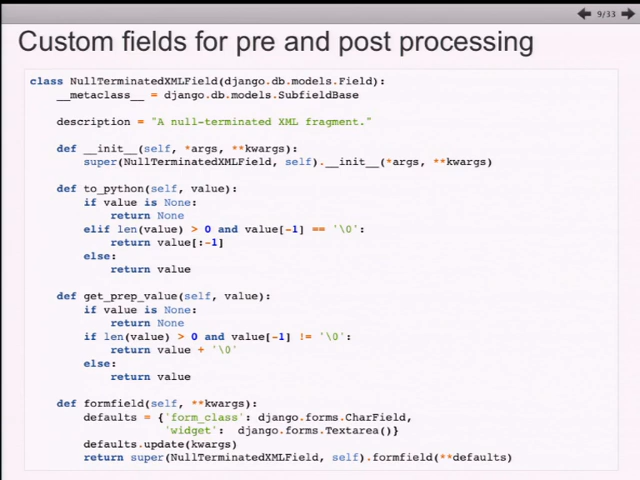 9/33
Custom fields for pre and post processing
class NullTerminatedXMLField(django.db.models.Field):
    __metaclass__ = django.db.models.SubfieldBase
    description = "A null-terminated XML fragment."
    def __init__(self, *args, **kwargs):
        super(NullTerminatedXMLField, self).__init__(*args, **kwargs)
    def to_python(self, value):
        if value is None:
            return None
        elif len(value) > 0 and value[-1] == '\0':
            return value[:-1]
        else:
            return value
    def get_prep_value(self, value):
        if value is None:
            return None
        if len(value) > 0 and value[-1] != '\0':
            return value + '\0'
        else:
            return value
    def formfield(self, **kwargs):
        defaults = {'form_class': django.forms.CharField,
                    'widget':  django.forms.Textarea()}
        defaults.update(kwargs)
        return super(NullTerminatedXMLField, self).formfield(**defaults)